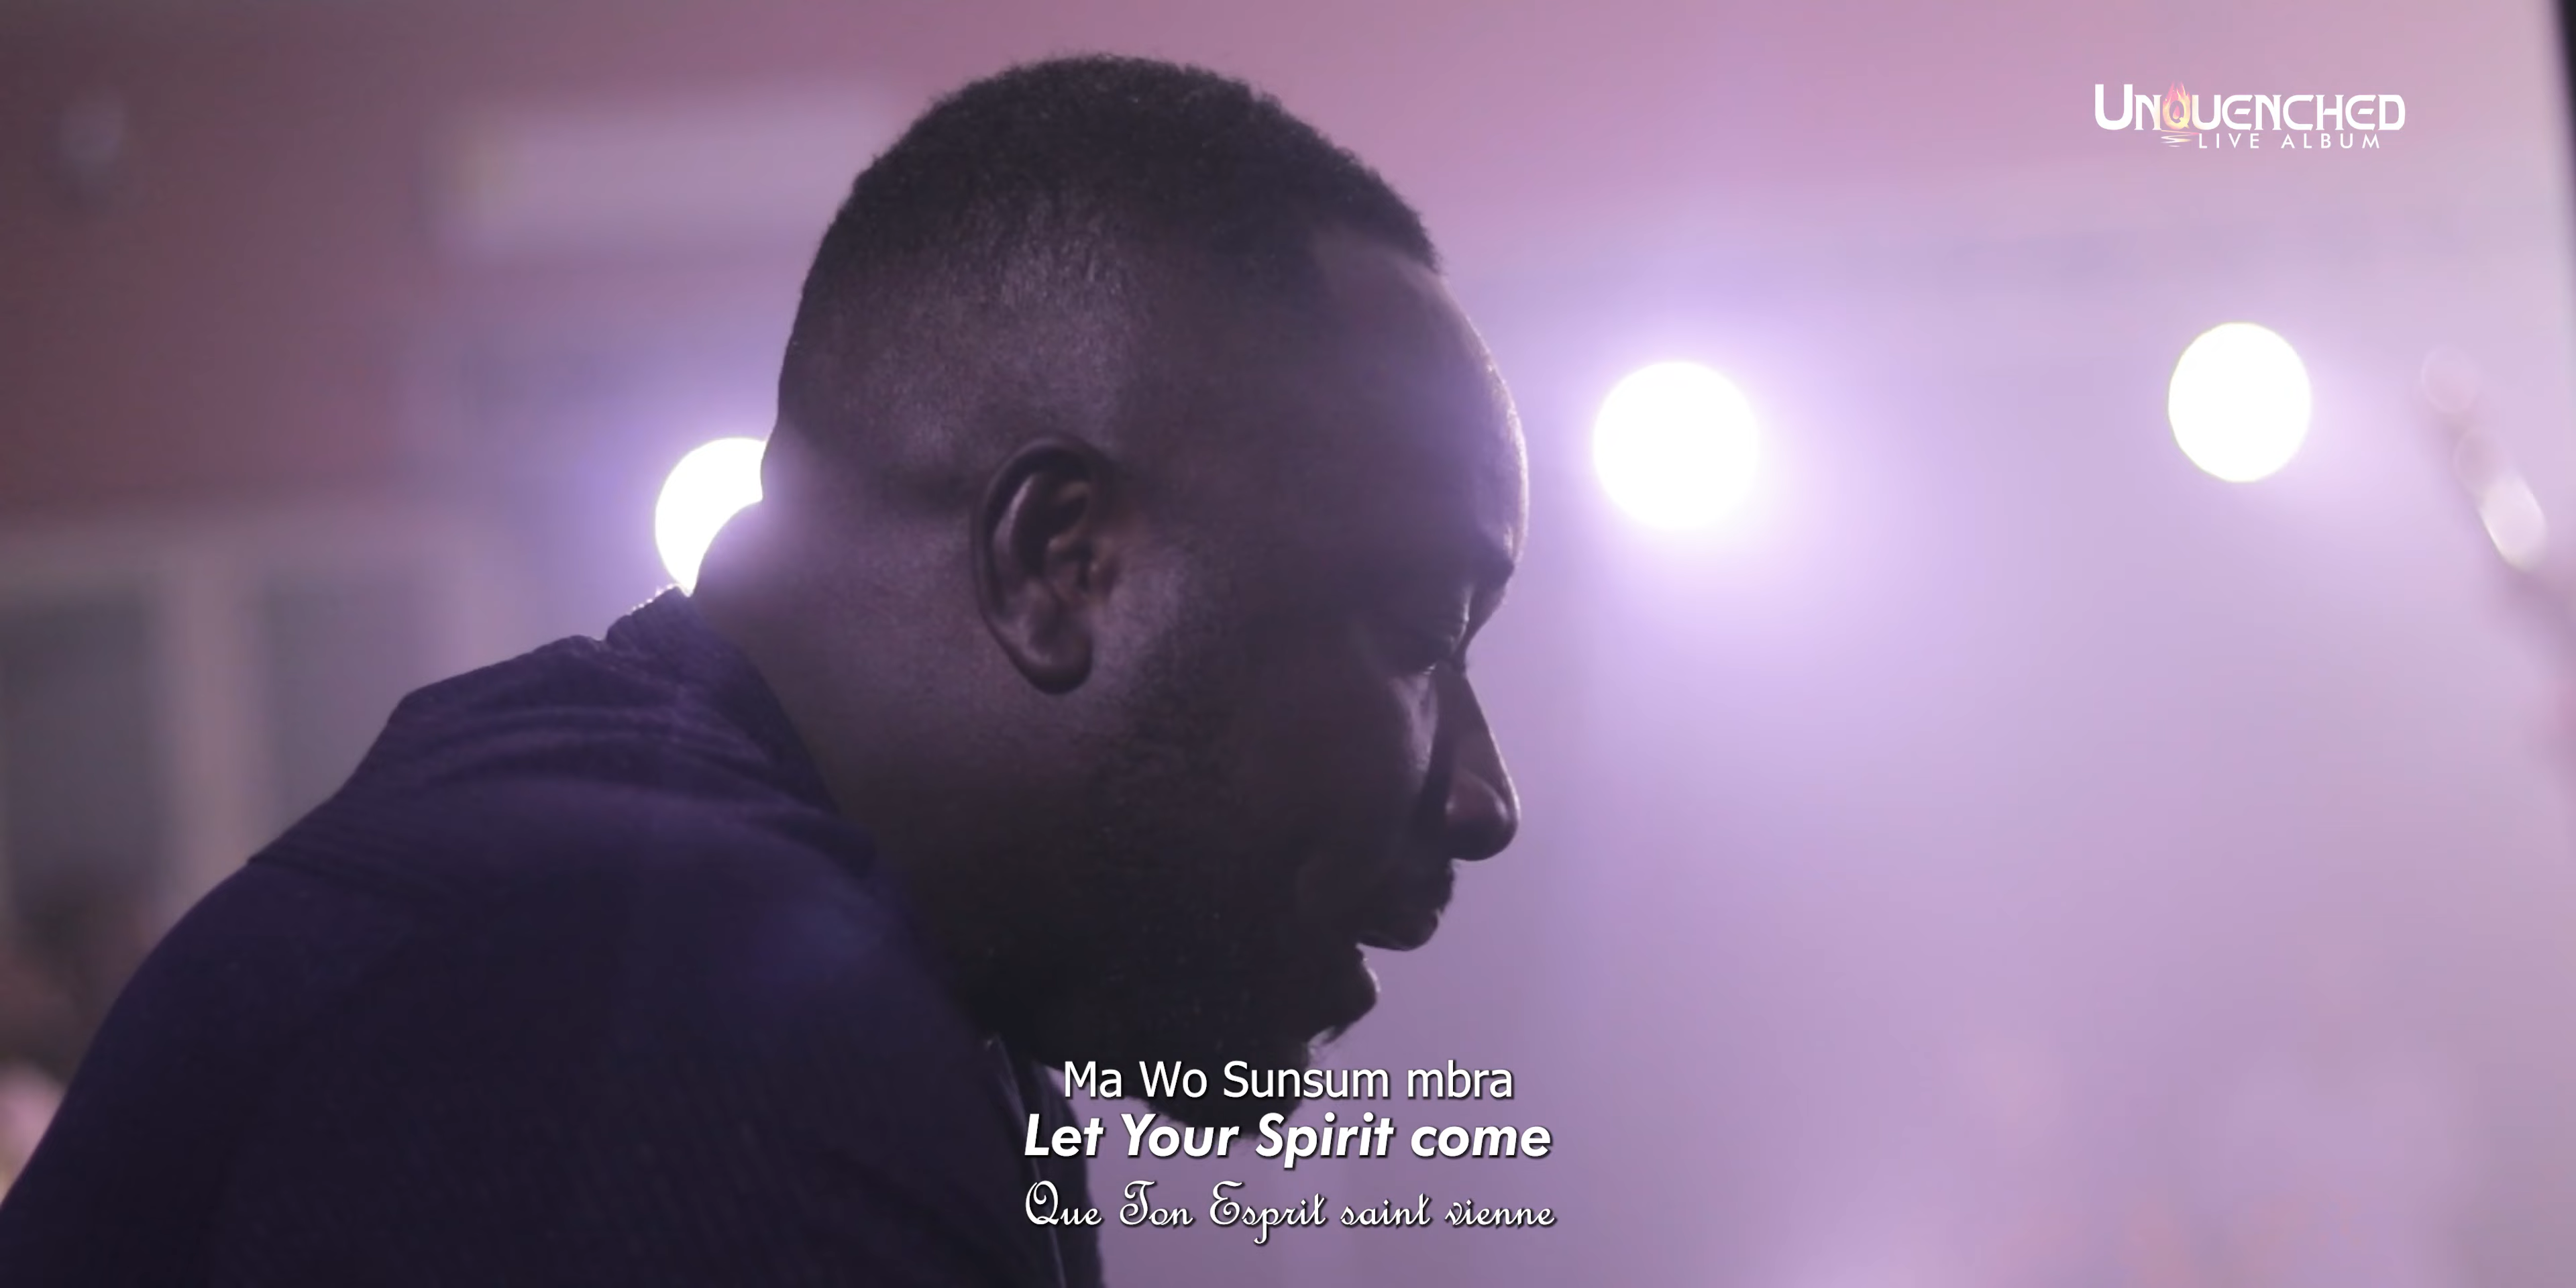 UNQUENCHED
LIVE ALBUM
Ma Wo Sunsum mbra
Let Your Spirit come
Que Ton Esprit saint vienne